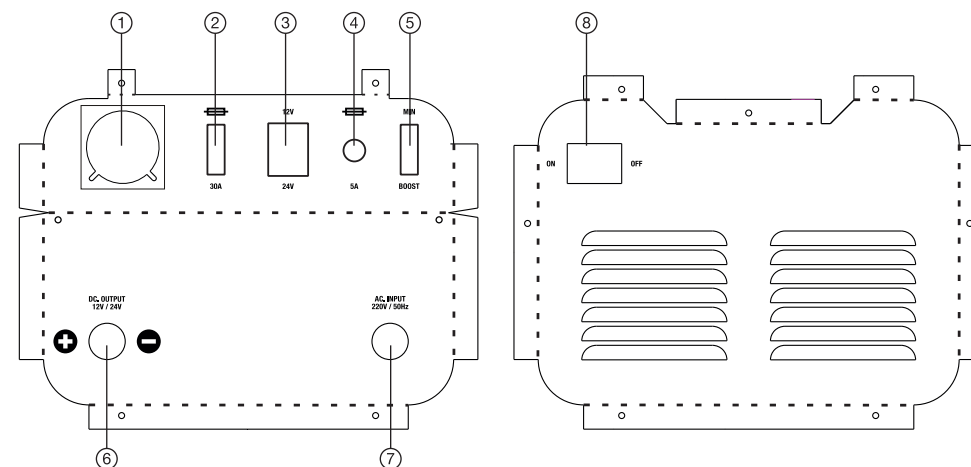 1 2 3 4 5 8
12V MIN
ON OFF
30A 24V 5A BOOST
DC. OUTPUT
12V / 24V
AC. INPUT
220V / 50Hz
+ −
6 7